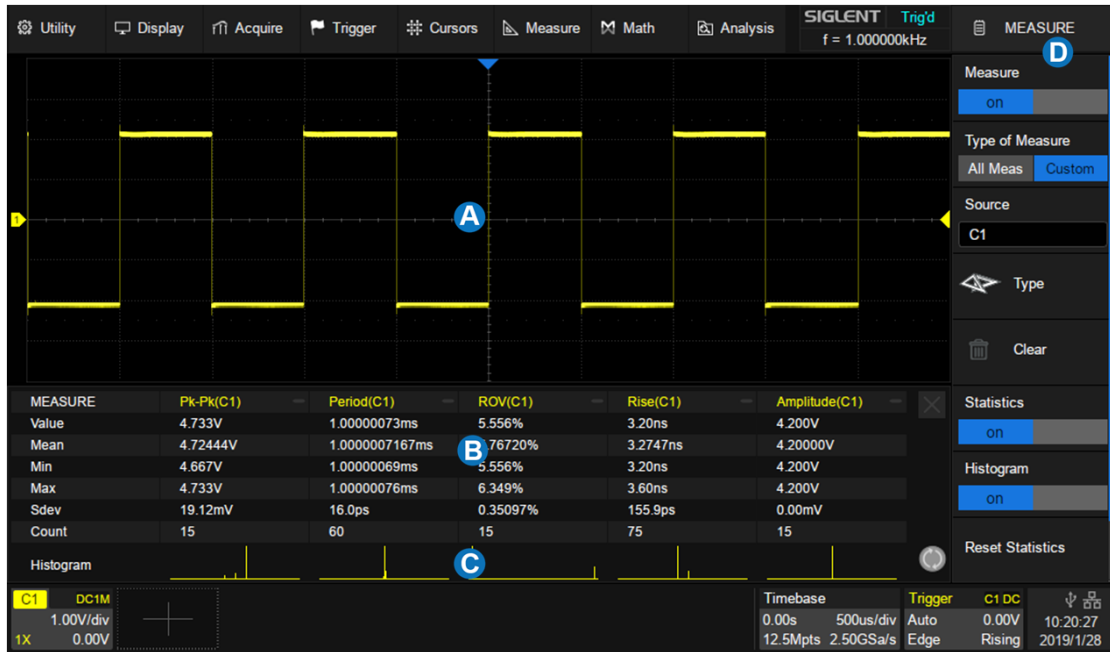 Utility Display Acquire Trigger Cursors Measure Math Analysis SIGLENT Trig'd MEASURE
f = 1.000000kHz
D
Measure
on
Type of Measure
All Meas Custom
Source
C1
Type
Clear
Statistics
on
Histogram
on
Reset Statistics
1
A
MEASURE Pk-Pk(C1) Period(C1) ROV(C1) Rise(C1) Amplitude(C1)
Value 4.733V 1.00000073ms 5.556% 3.20ns 4.200V
Mean 4.72444V 1.0000007167ms .76720% 3.2747ns 4.20000V
B
Min 4.667V 1.00000069ms 5.556% 3.20ns 4.200V
Max 4.733V 1.00000076ms 6.349% 3.60ns 4.200V
Sdev 19.12mV 16.0ps 0.35097% 155.9ps 0.00mV
Count 15 60 15 75 15
Histogram
C
C1 DC1M
1.00V/div
1X 0.00V
Timebase
0.00s 500us/div
12.5Mpts 2.50GSa/s
Trigger C1 DC
Auto 0.00V
Edge Rising
10:20:27
2019/1/28